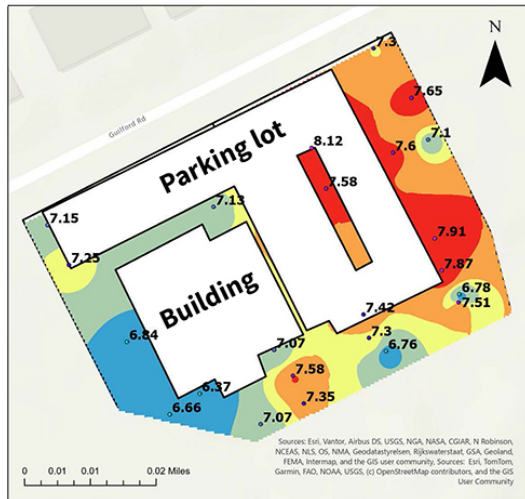 N
7.3
7.65
Guilford Rd
7.1
8.12
7.6
Parking lot
7.58
7.13
7.15
7.91
7.25
7.87
6.78
7.51
Building
7.42
6.84
7.3
7.07
6.76
7.58
6.37
7.35
6.66
7.07
Sources: Esri, Vantor, Airbus DS, USGS, NGA, NASA, CGIAR, N Robinson,
NCEAS, NLS, OS, NMA, Geodatastyrelsen, Rijkswaterstaat, GSA, Geoland,
FEMA, Intermap, and the GIS user community, Sources: Esri, TomTom,
Garmin, FAO, NOAA, USGS, (c) OpenStreetMap contributors, and the GIS
User Community
0 0.01 0.01 0.02 Miles